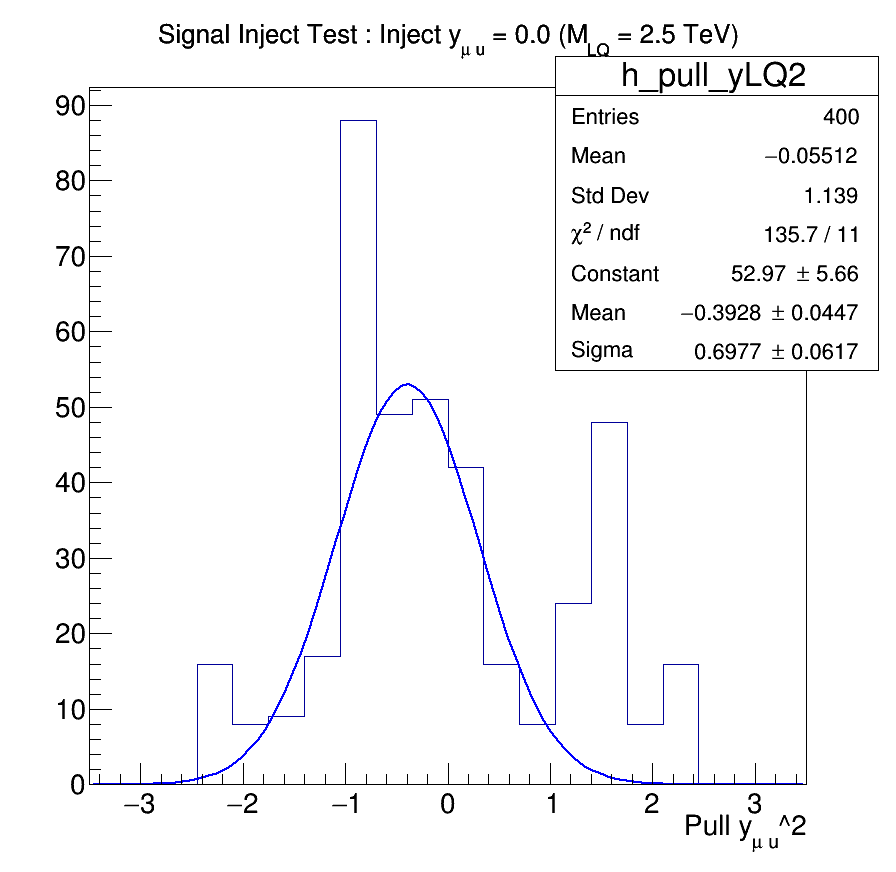 Signal Inject Test : Inject y_μ u = 0.0 (M_LQ = 2.5 TeV)
h_pull_yLQ2
Entries 400
Mean −0.05512
Std Dev 1.139
χ² / ndf 135.7 / 11
Constant 52.97 ± 5.66
Mean −0.3928 ± 0.0447
Sigma 0.6977 ± 0.0617
90
80
70
60
50
40
30
20
10
0
−3 −2 −1 0 1 2 3
Pull y_μ u^2